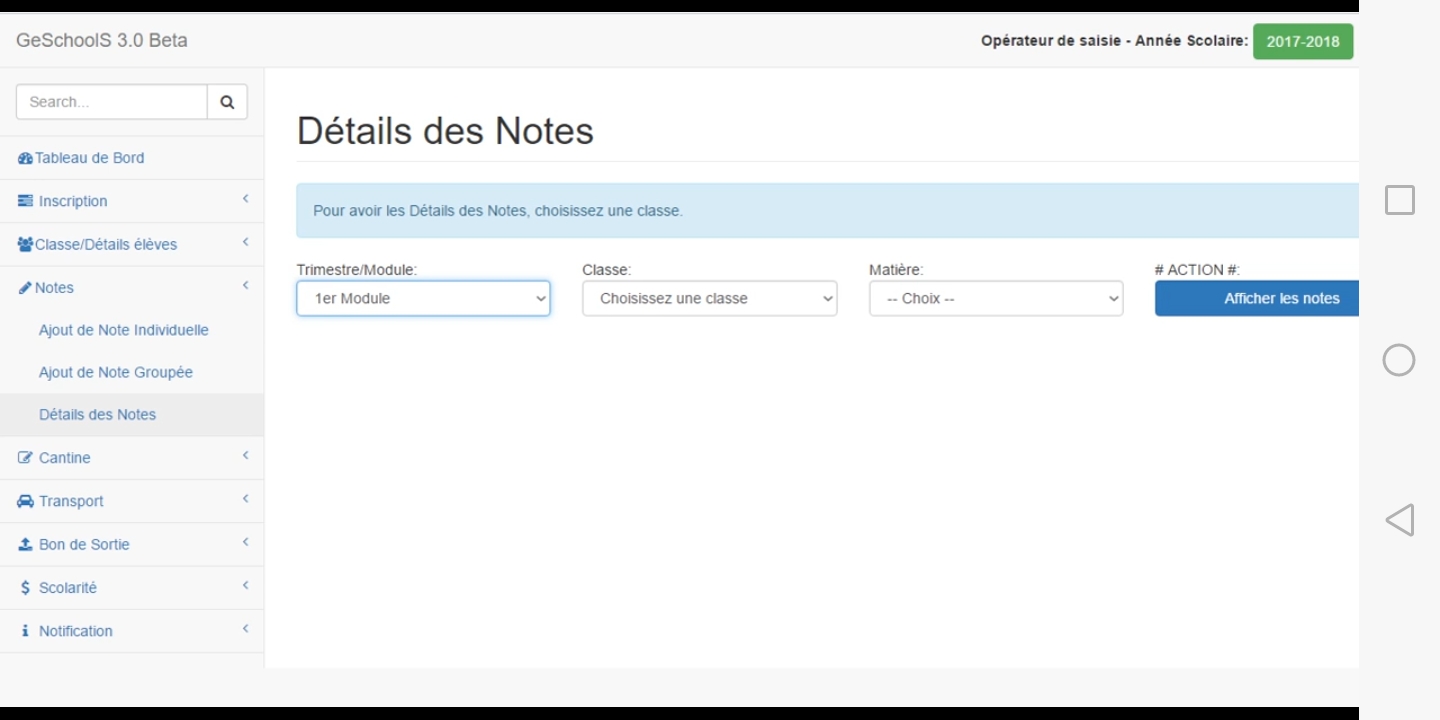 GeSchoolS 3.0 Beta
Opérateur de saisie - Année Scolaire: 2017-2018
Search...
Tableau de Bord
Inscription
Classe/Détails élèves
Notes
Ajout de Note Individuelle
Ajout de Note Groupée
Détails des Notes
Cantine
Transport
Bon de Sortie
Scolarité
Notification
Détails des Notes
Pour avoir les Détails des Notes, choisissez une classe.
Trimestre/Module: Classe: Matière: # ACTION #:
1er Module Choisissez une classe -- Choix -- Afficher les notes